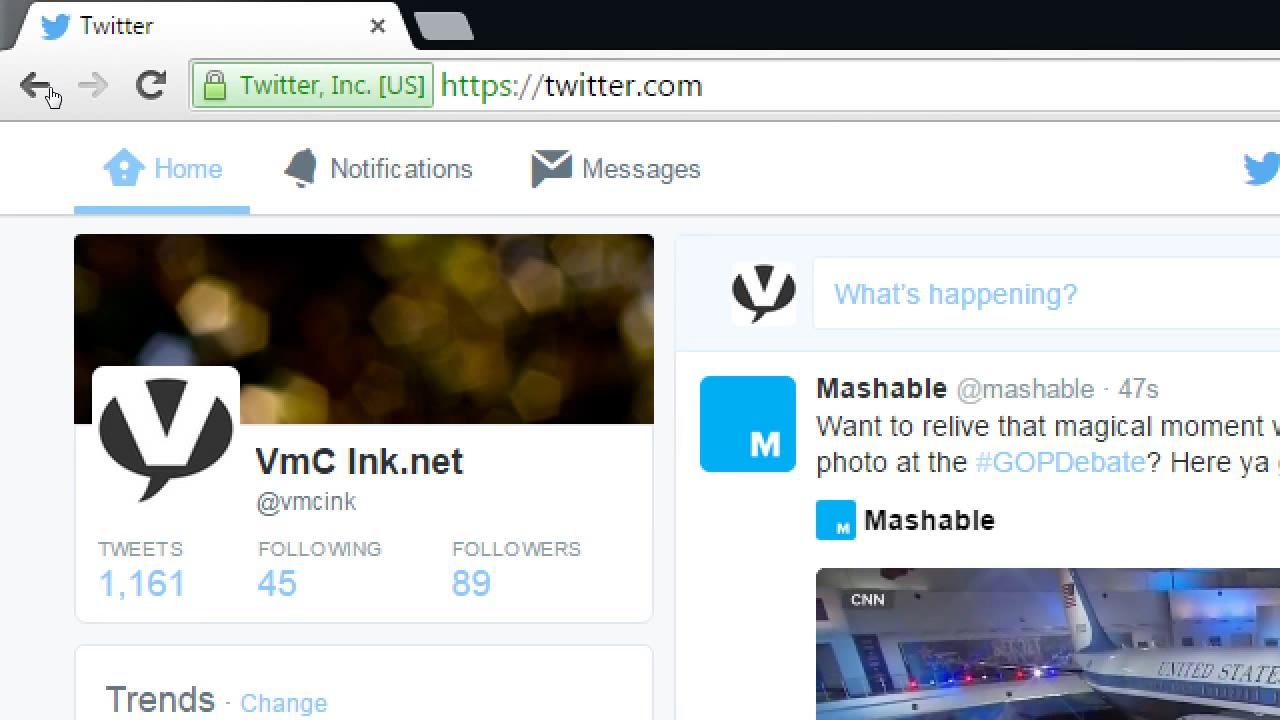 Twitter
Twitter, Inc. [US] https://twitter.com
Home Notifications Messages
What's happening?
Mashable @mashable · 47s
Want to relive that magical moment
photo at the #GOPDebate? Here ya
Mashable
M
M
CNN
UNITED STATES
V
V
VmC Ink.net
@vmcink
TWEETS FOLLOWING FOLLOWERS
1,161 45 89
Trends · Change